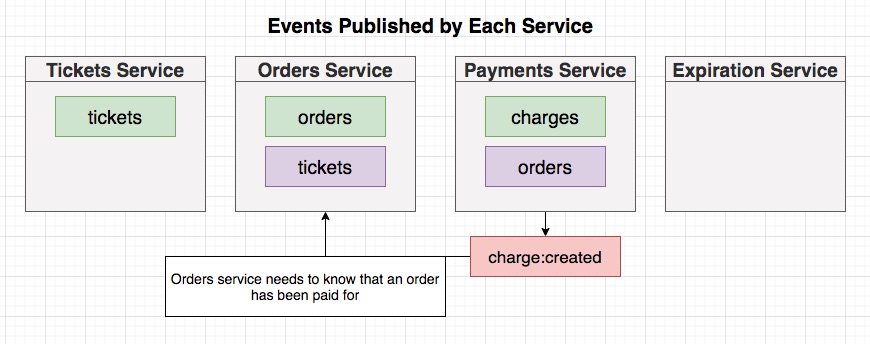 Events Published by Each Service
Tickets Service
tickets
Orders Service
orders
tickets
Payments Service
charges
orders
Expiration Service
charge:created
Orders service needs to know that an order
has been paid for